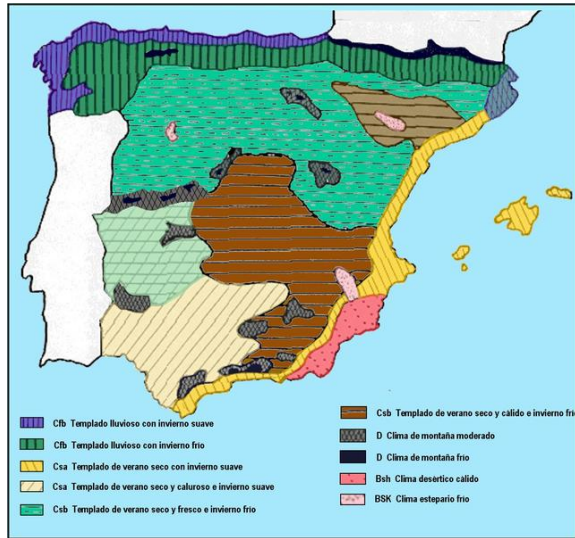 Cfb Templado lluvioso con invierno suave
Cfb Templado lluvioso con invierno frío
Csa Templado de verano seco con invierno suave
Csa Templado de verano seco y caluroso e invierno suave
Csb Templado de verano seco y fresco e invierno frío
Csb Templado de verano seco y cálido e invierno frío
D Clima de montaña moderado
D Clima de montaña frío
Bsh Clima desèrtico cálido
BSK Clima estepario frío